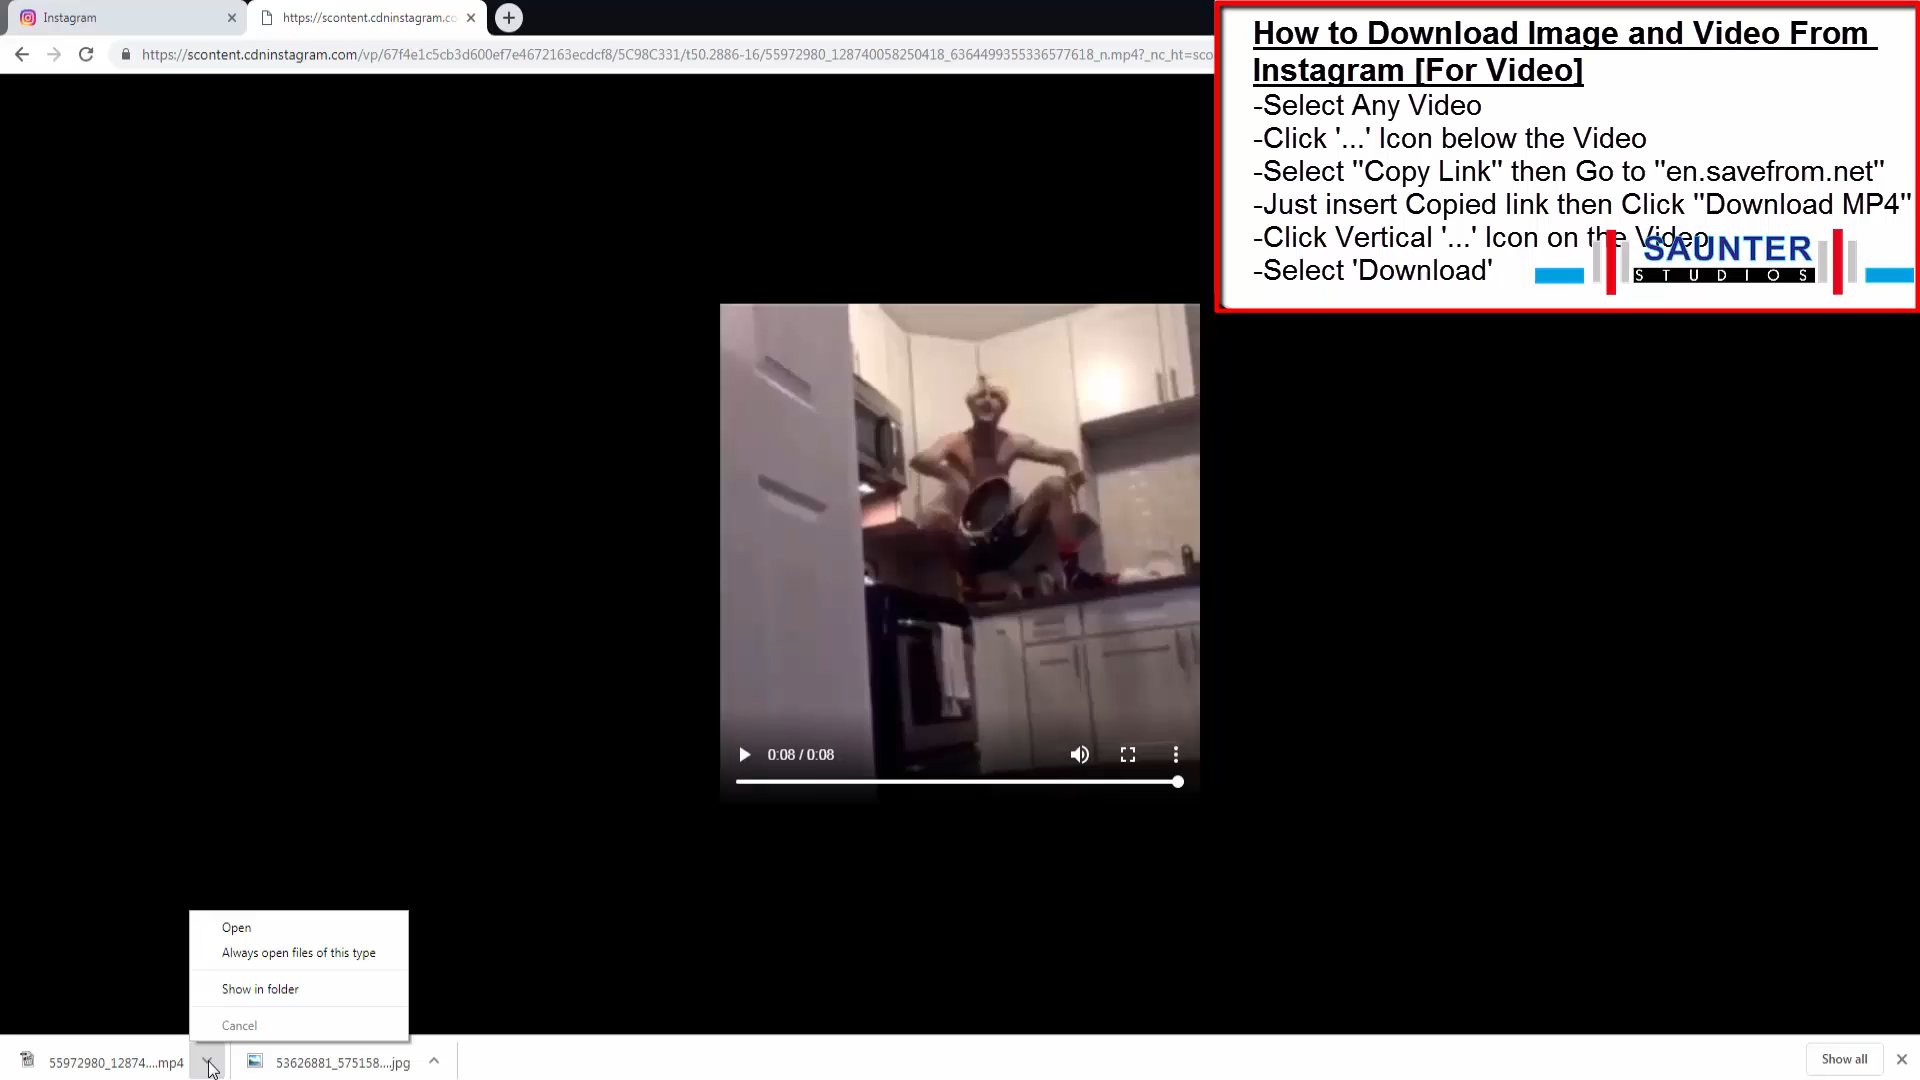 Instagram
https://scontent.cdninstagram.co
https://scontent.cdninstagram.com/vp/67f4e1c5cb3d600ef7e4672163ecdcf8/5C98C331/t50.2886-16/55972980_128740058250418_6364499355336577618_n.mp4?_nc_ht=sco
How to Download Image and Video From
Instagram [For Video]
-Select Any Video
-Click '...' Icon below the Video
-Select "Copy Link" then Go to "en.savefrom.net"
-Just insert Copied link then Click "Download MP4"
-Click Vertical '...' Icon on the Video
-Select 'Download'
SAUNTER
STUDIOS
0:08 / 0:08
Open
Always open files of this type
Show in folder
Cancel
55972980_12874....mp4
53626881_575158....jpg
Show all